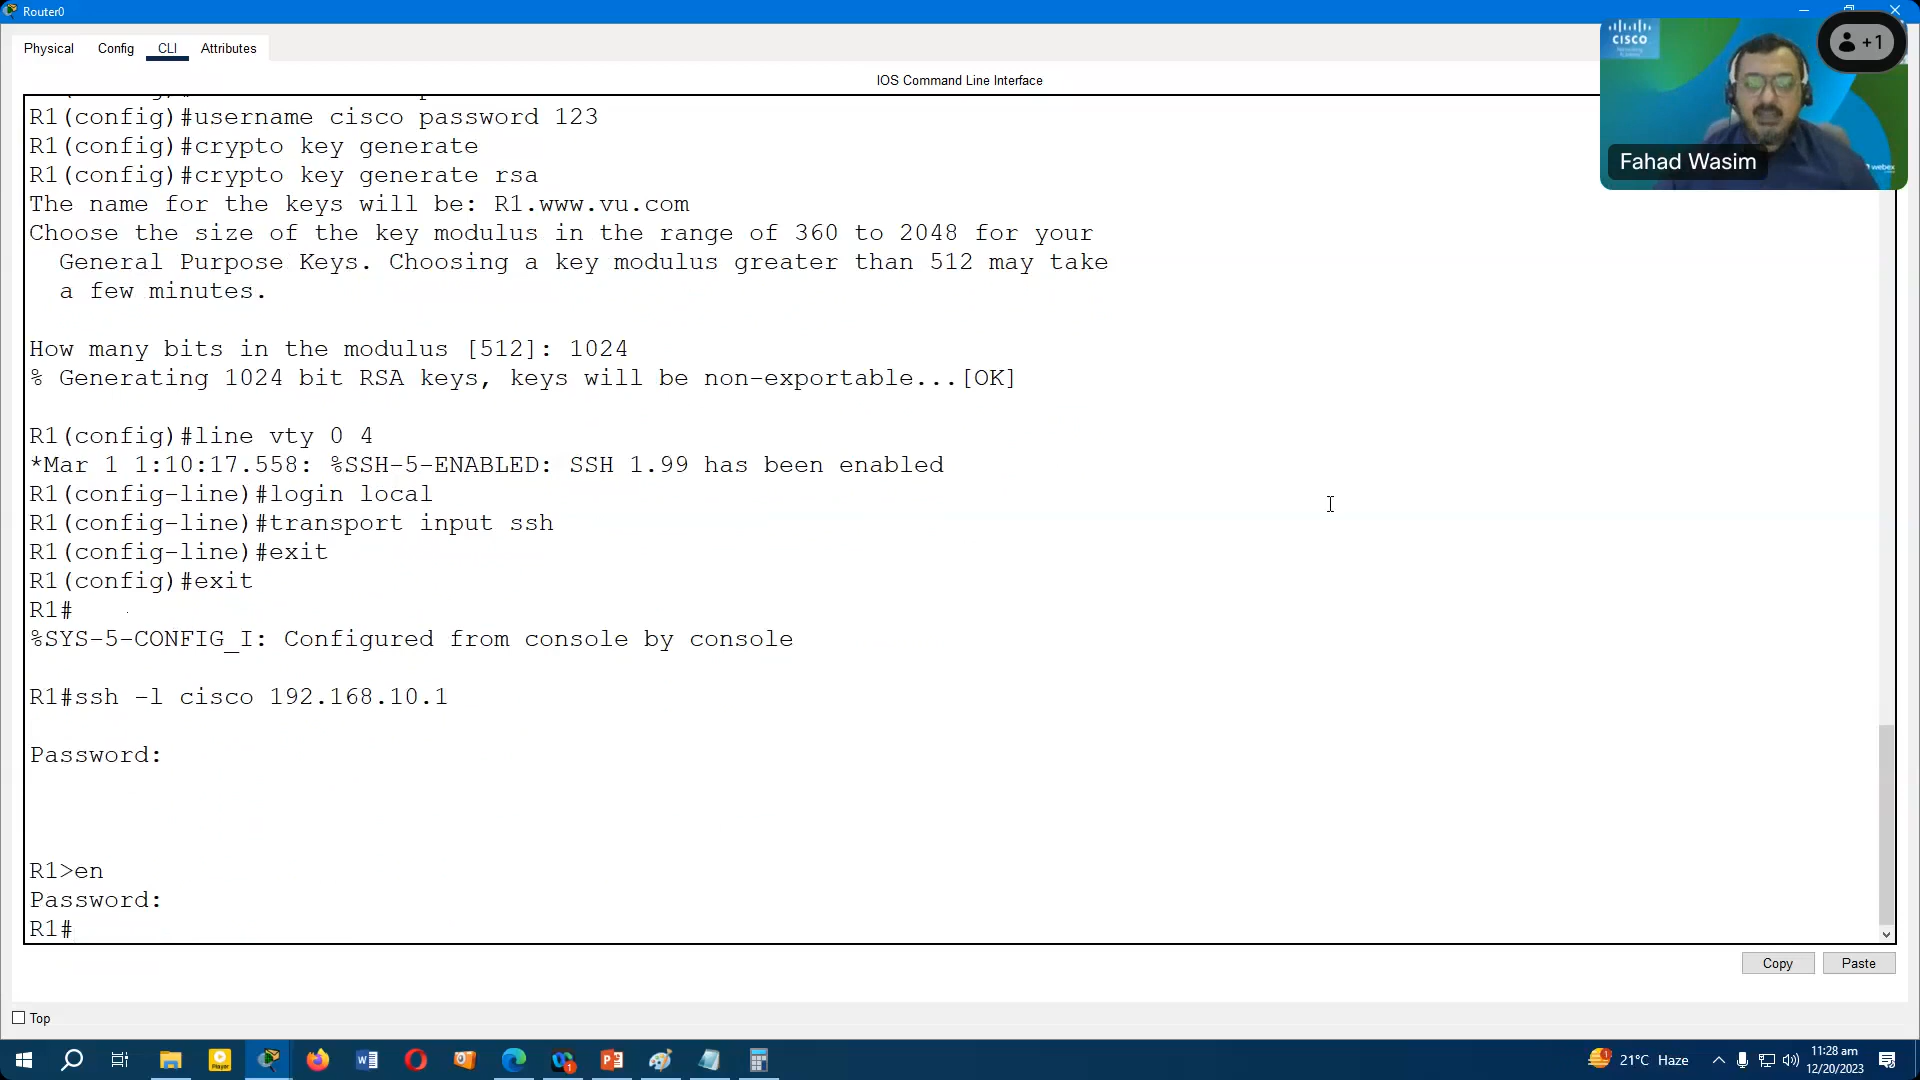 Router0
Physical Config CLI Attributes
IOS Command Line Interface
CISCO
+1
Fahad Wasim
webex
R1(config)#username cisco password 123
R1(config)#crypto key generate
R1(config)#crypto key generate rsa
The name for the keys will be: R1.www.vu.com
Choose the size of the key modulus in the range of 360 to 2048 for your
General Purpose Keys. Choosing a key modulus greater than 512 may take
a few minutes.
How many bits in the modulus [512]: 1024
% Generating 1024 bit RSA keys, keys will be non-exportable...[OK]
R1(config)#line vty 0 4
*Mar 1 1:10:17.558: %SSH-5-ENABLED: SSH 1.99 has been enabled
R1(config-line)#login local
R1(config-line)#transport input ssh
R1(config-line)#exit
R1(config)#exit
R1#
%SYS-5-CONFIG_I: Configured from console by console
R1#ssh -l cisco 192.168.10.1
Password:
R1>en
Password:
R1#
Copy Paste
Top
21°C Haze
11:28 am
12/20/2023